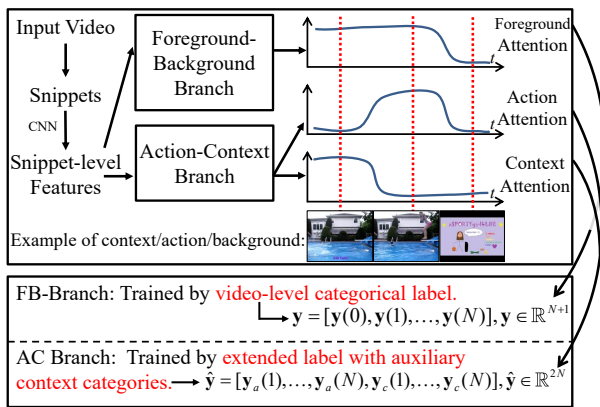 Input Video
Snippets
CNN
Snippet-level
Features
Foreground-
Background
Branch
Action-Context
Branch
t
Foreground
Attention
t
Action
Attention
t
Context
Attention
Example of context/action/background:
FB-Branch: Trained by video-level categorical label.
y = [y(0), y(1),…, y(N)], y ∈ ℝ^{N+1}
AC Branch: Trained by extended label with auxiliary
context categories. ŷ = [y_a(1),…, y_a(N), y_c(1),…, y_c(N)], ŷ ∈ ℝ^{2N}